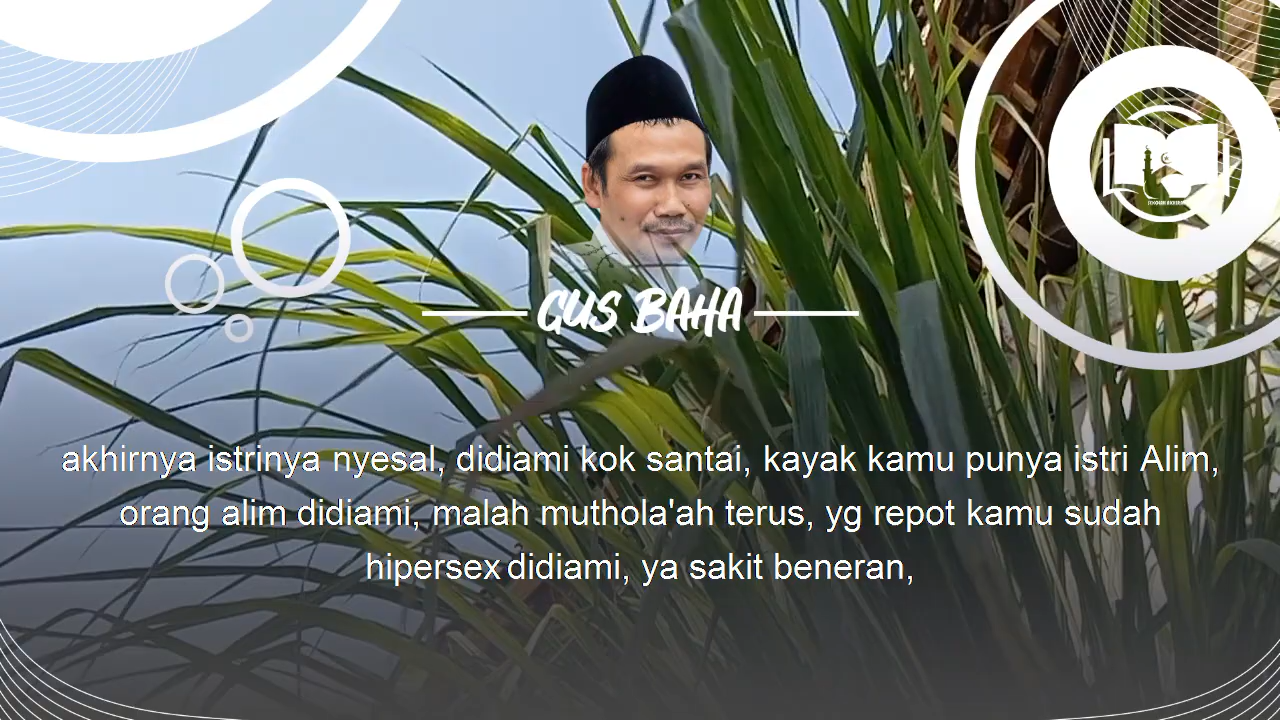 GUS BAHA
akhirnya istrinya nyesal, didiami kok santai, kayak kamu punya istri Alim,
orang alim didiami, malah muthola'ah terus, yg repot kamu sudah
hipersex didiami, ya sakit beneran,